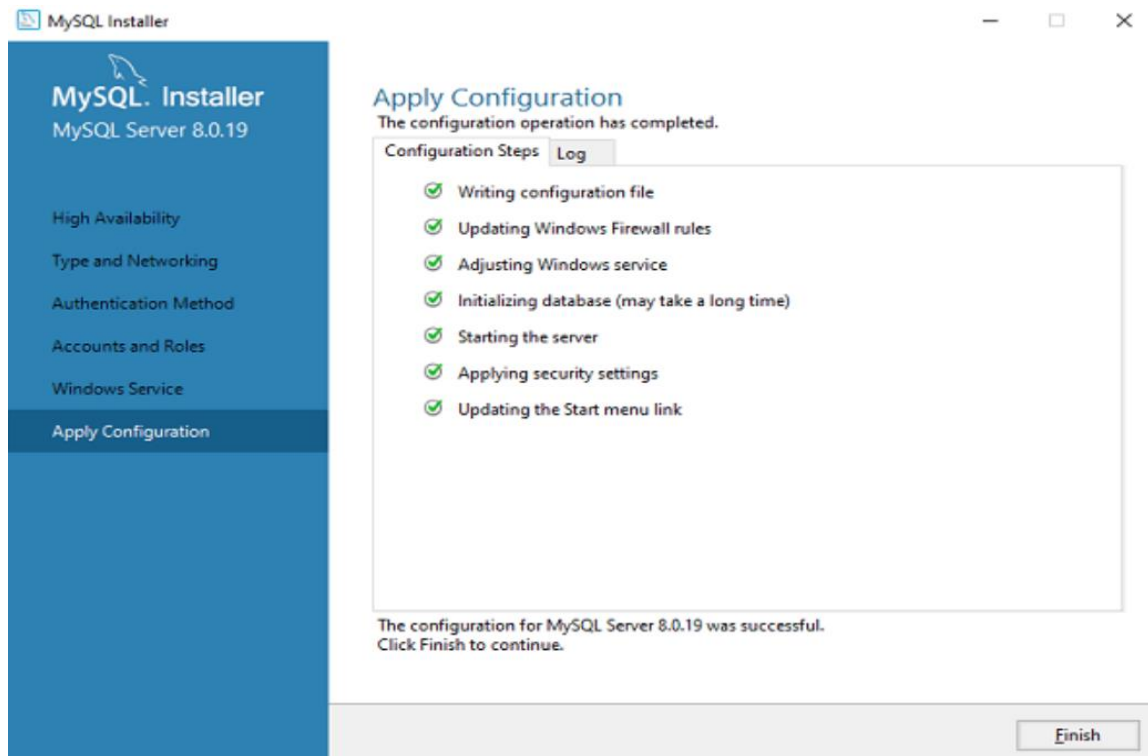 MySQL Installer
MySQL. Installer
MySQL Server 8.0.19
High Availability
Type and Networking
Authentication Method
Accounts and Roles
Windows Service
Apply Configuration
Apply Configuration
The configuration operation has completed.
Configuration Steps Log
Writing configuration file
Updating Windows Firewall rules
Adjusting Windows service
Initializing database (may take a long time)
Starting the server
Applying security settings
Updating the Start menu link
The configuration for MySQL Server 8.0.19 was successful.
Click Finish to continue.
Finish